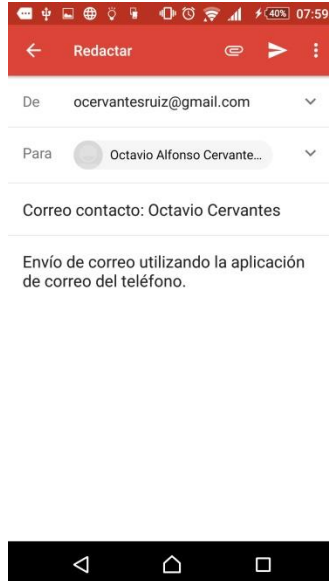 40% 07:59
Redactar
De ocervantesruiz@gmail.com
Para Octavio Alfonso Cervante...
Correo contacto: Octavio Cervantes
Envío de correo utilizando la aplicación
de correo del teléfono.